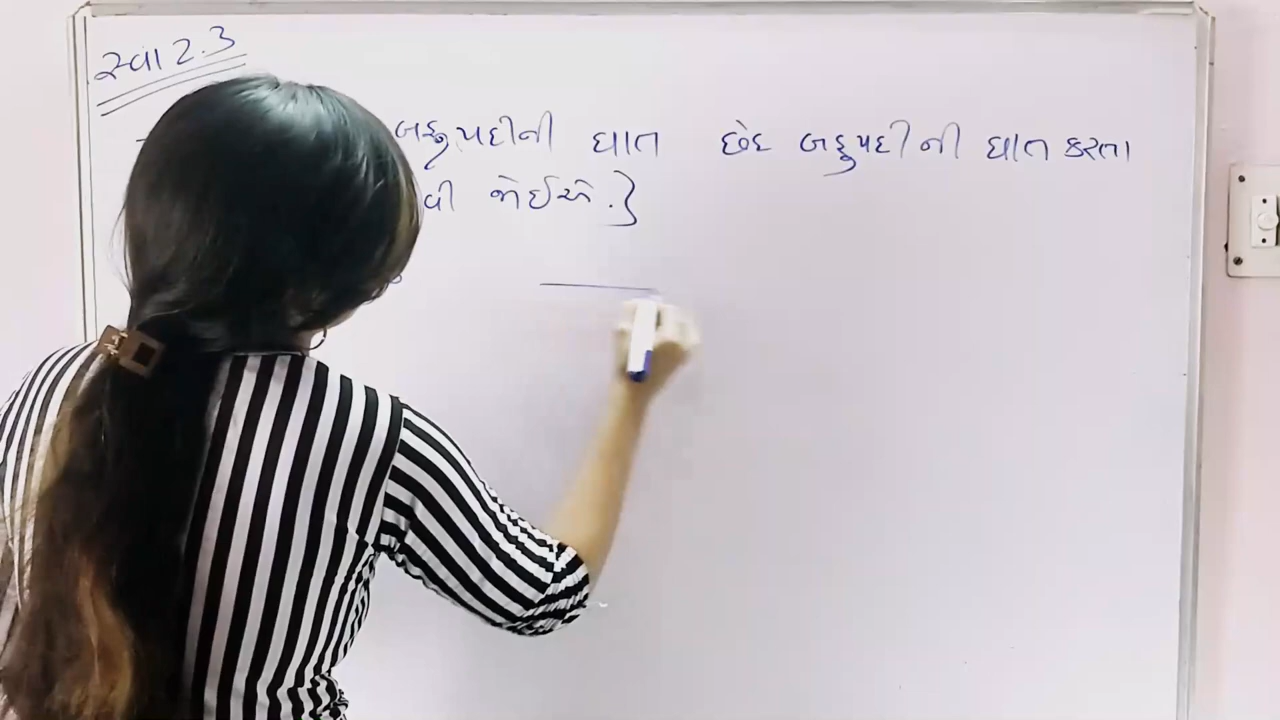 સ્વા 2.3
બહુપદીની ઘાત છેદ બહુપદીની ઘાત કરતા
વી જોઈએ.}